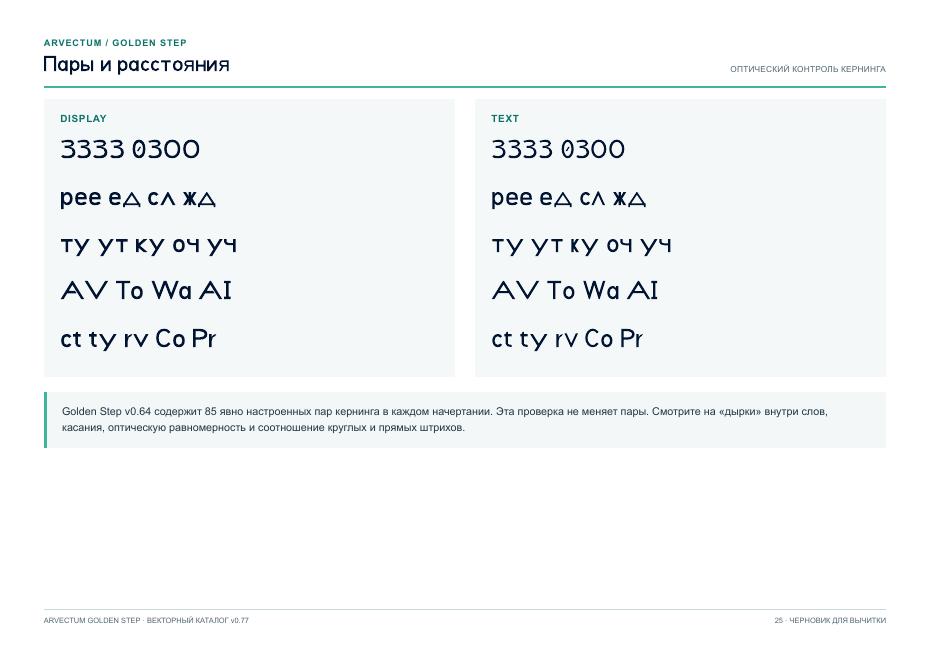 ARVECTUM / GOLDEN STEP
Пары и расстояния
ОПТИЧЕСКИЙ КОНТРОЛЬ КЕРНИНГА
DISPLAY
3333 03OO
рее ед сл жд
ту ут ку оч уч
AV To Wa AI
ct ty rv Co Pr
TEXT
3333 03OO
рее ед сл жд
ту ут ку оч уч
AV To Wa AI
ct ty rv Co Pr
Golden Step v0.64 содержит 85 явно настроенных пар кернинга в каждом начертании. Эта проверка не меняет пары. Смотрите на «дырки» внутри слов,
касания, оптическую равномерность и соотношение круглых и прямых штрихов.
ARVECTUM GOLDEN STEP · ВЕКТОРНЫЙ КАТАЛОГ v0.77
25 · ЧЕРНОВИК ДЛЯ ВЫЧИТКИ